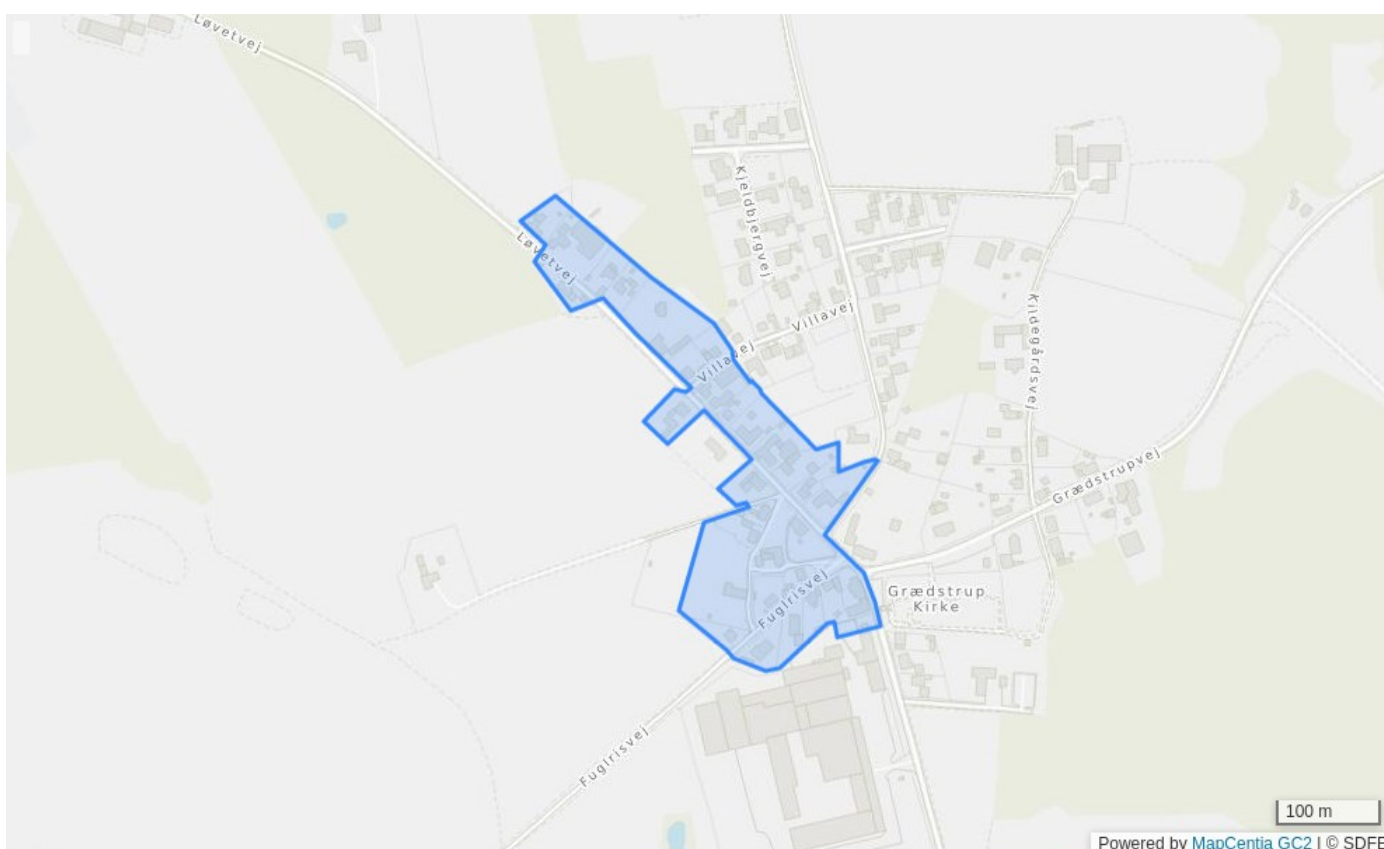 Løvetvej
Kjeldbjergvej
Løvetvej
Villavej
Villavej
Kildegårdsvej
Grædstrupvej
Fuglrisvej
Grædstrup
Kirke
Fuglrisvej
100 m
Powered by MapCentia GC2 | © SDFE